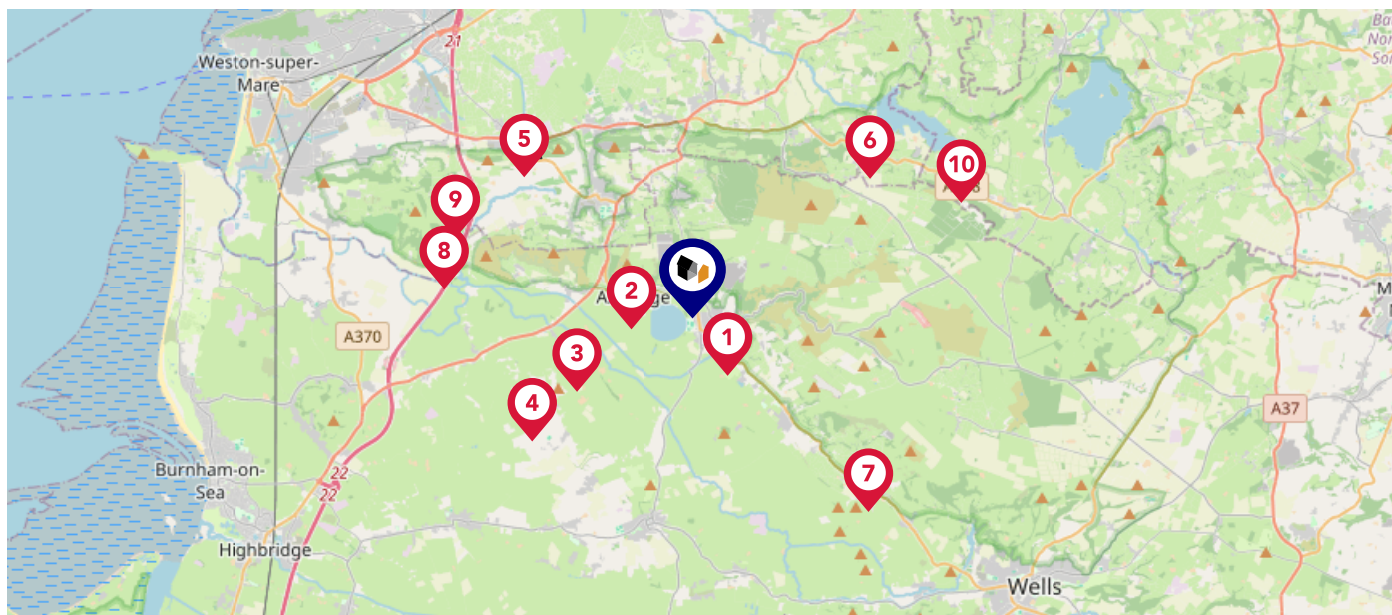 21
Weston-super-
Mare
5
6
10
9
8
2
1
A370
3
4
A37
Burnham-on-
Sea
22
22
7
Highbridge
Wells